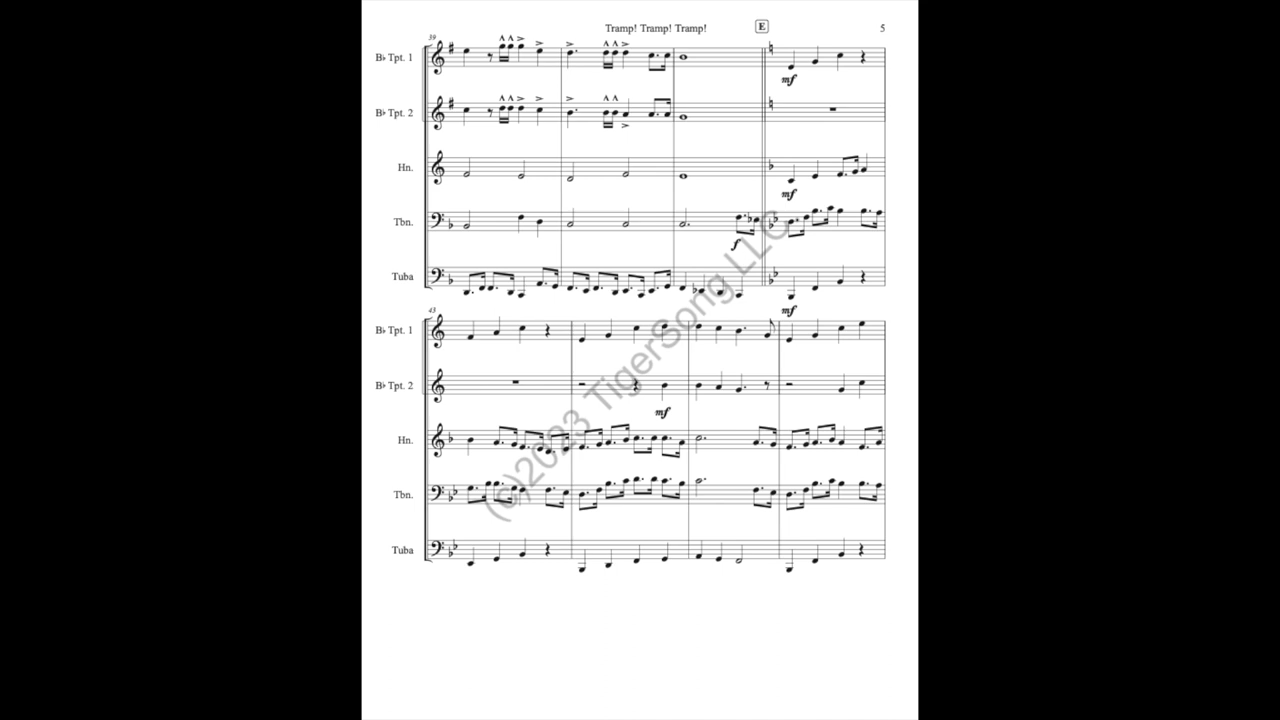 Tramp! Tramp! Tramp!
E
5
39
B♭ Tpt. 1
mf
B♭ Tpt. 2
Hn.
mf
Tbn.
f
Tuba
mf
43
B♭ Tpt. 1
B♭ Tpt. 2
mf
Hn.
Tbn.
Tuba
(c)2023 TigerSong LLC